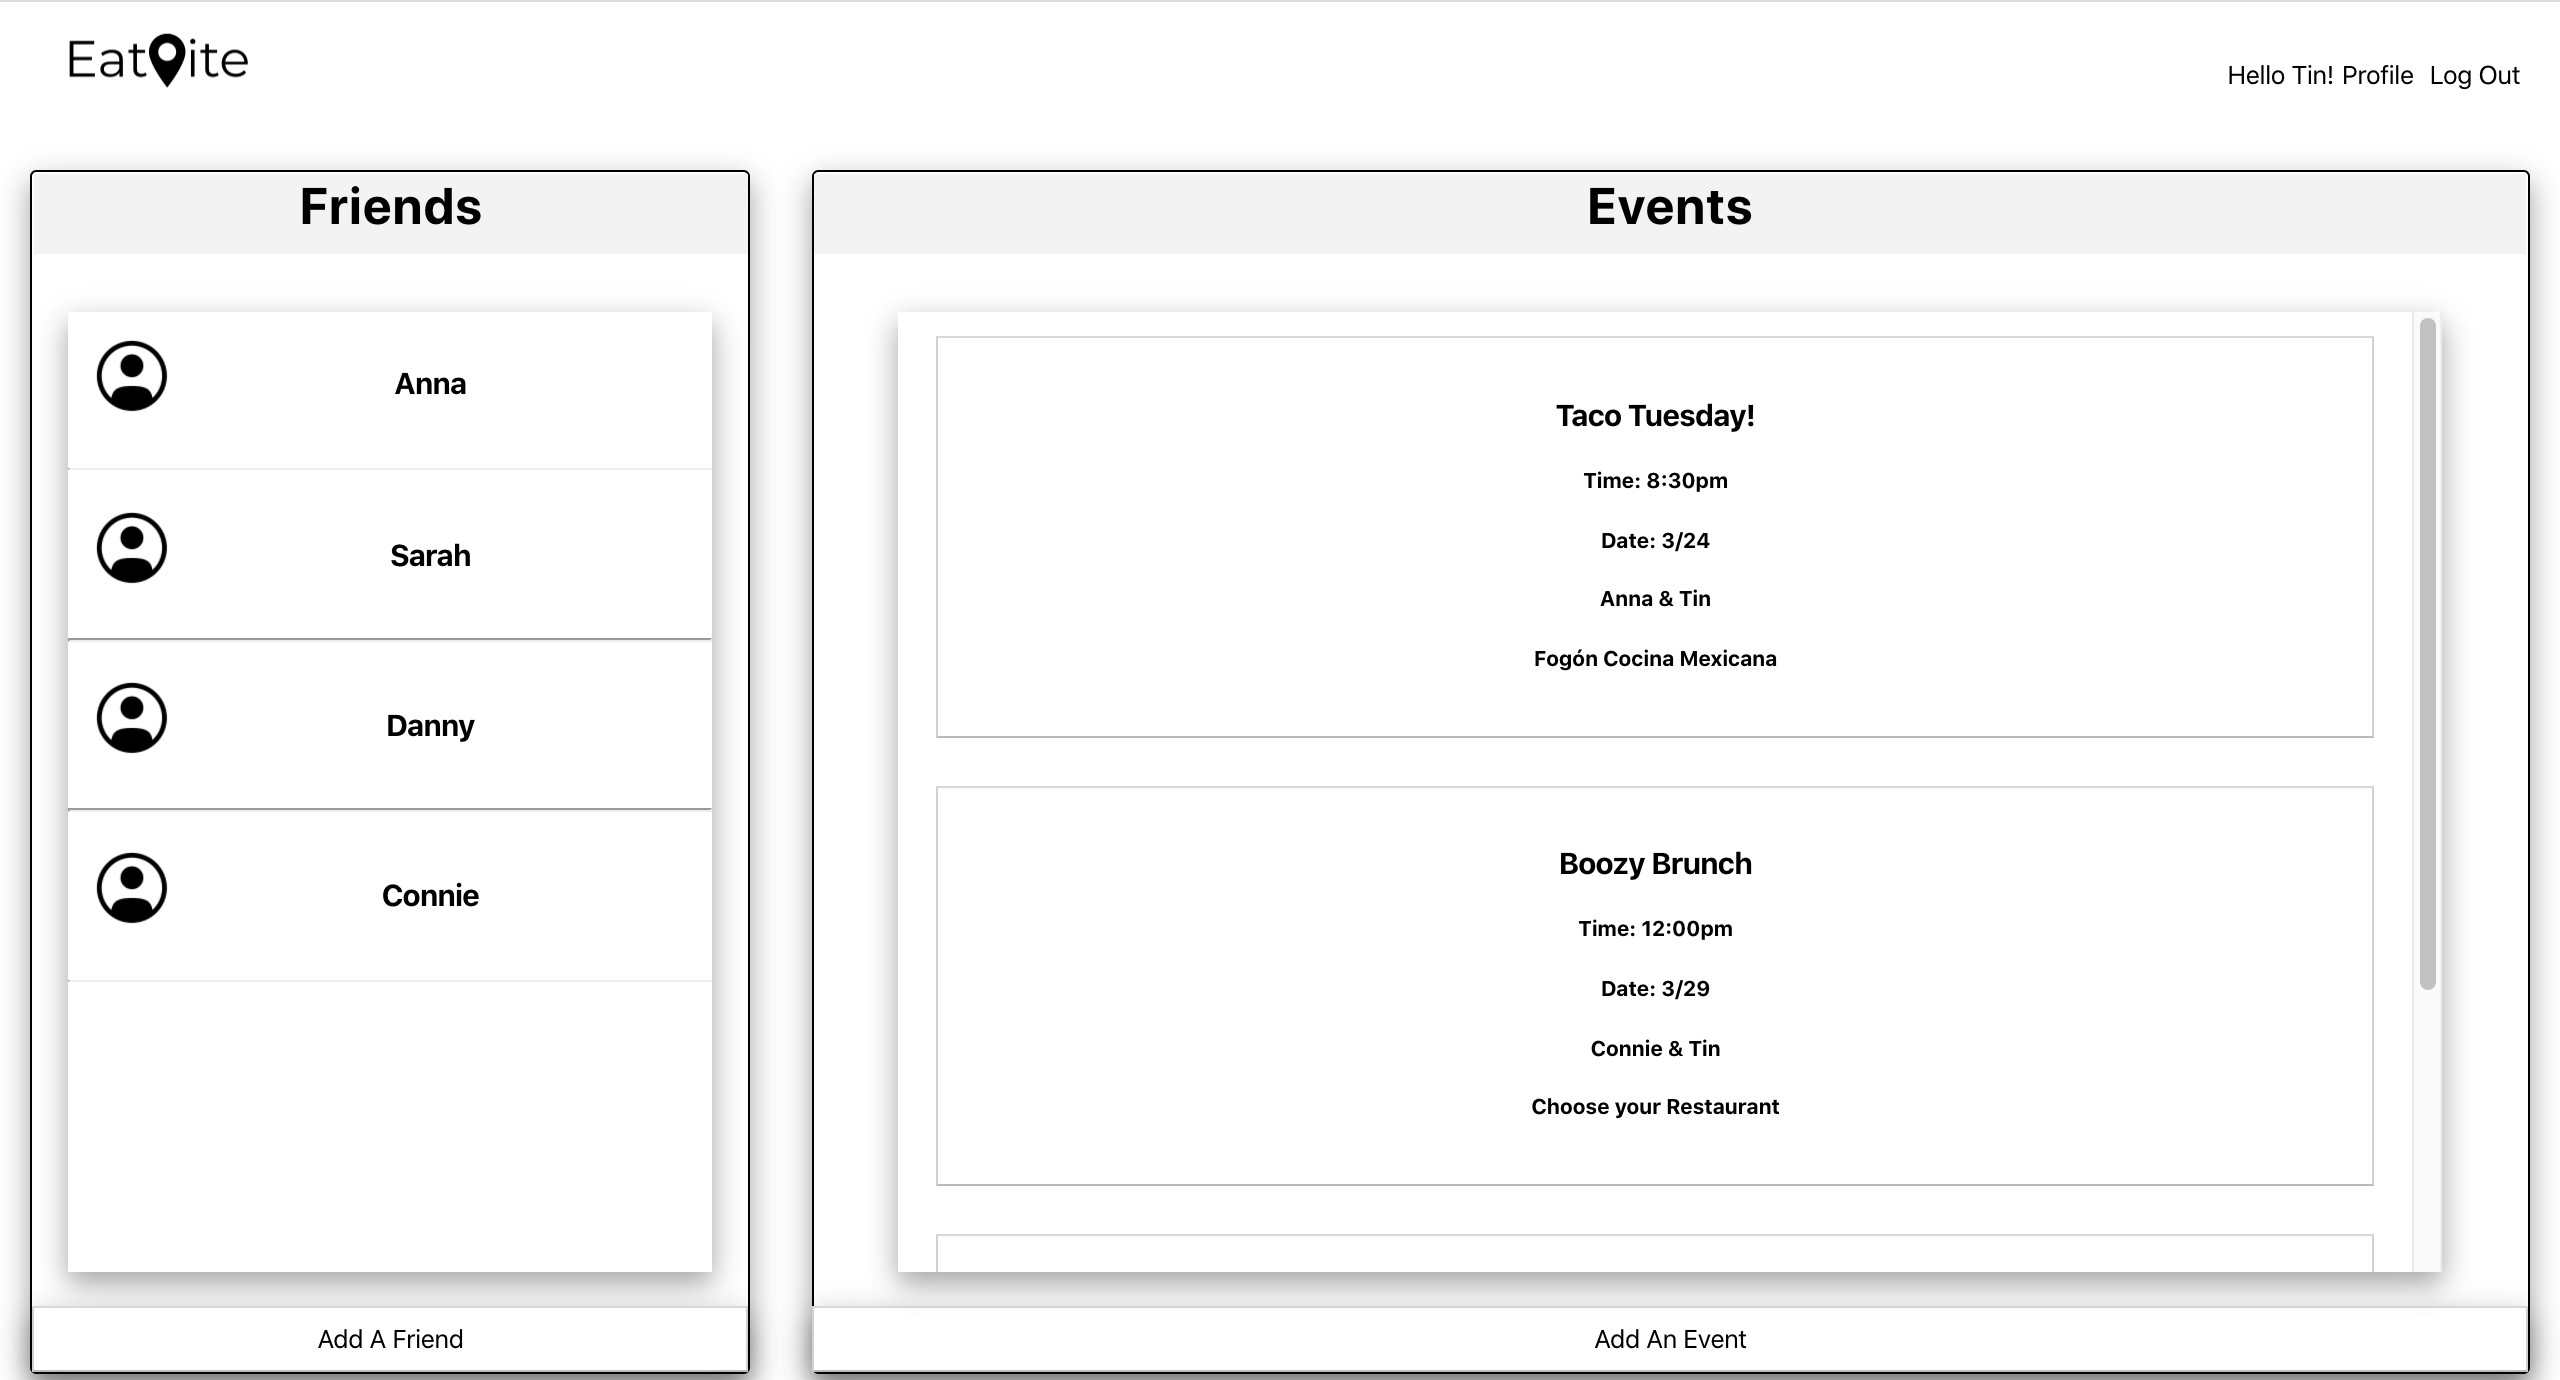 Eat ite
Hello Tin! Profile Log Out
Friends
Anna
Sarah
Danny
Connie
Add A Friend
Events
Taco Tuesday!
Time: 8:30pm
Date: 3/24
Anna & Tin
Fogón Cocina Mexicana
Boozy Brunch
Time: 12:00pm
Date: 3/29
Connie & Tin
Choose your Restaurant
Add An Event